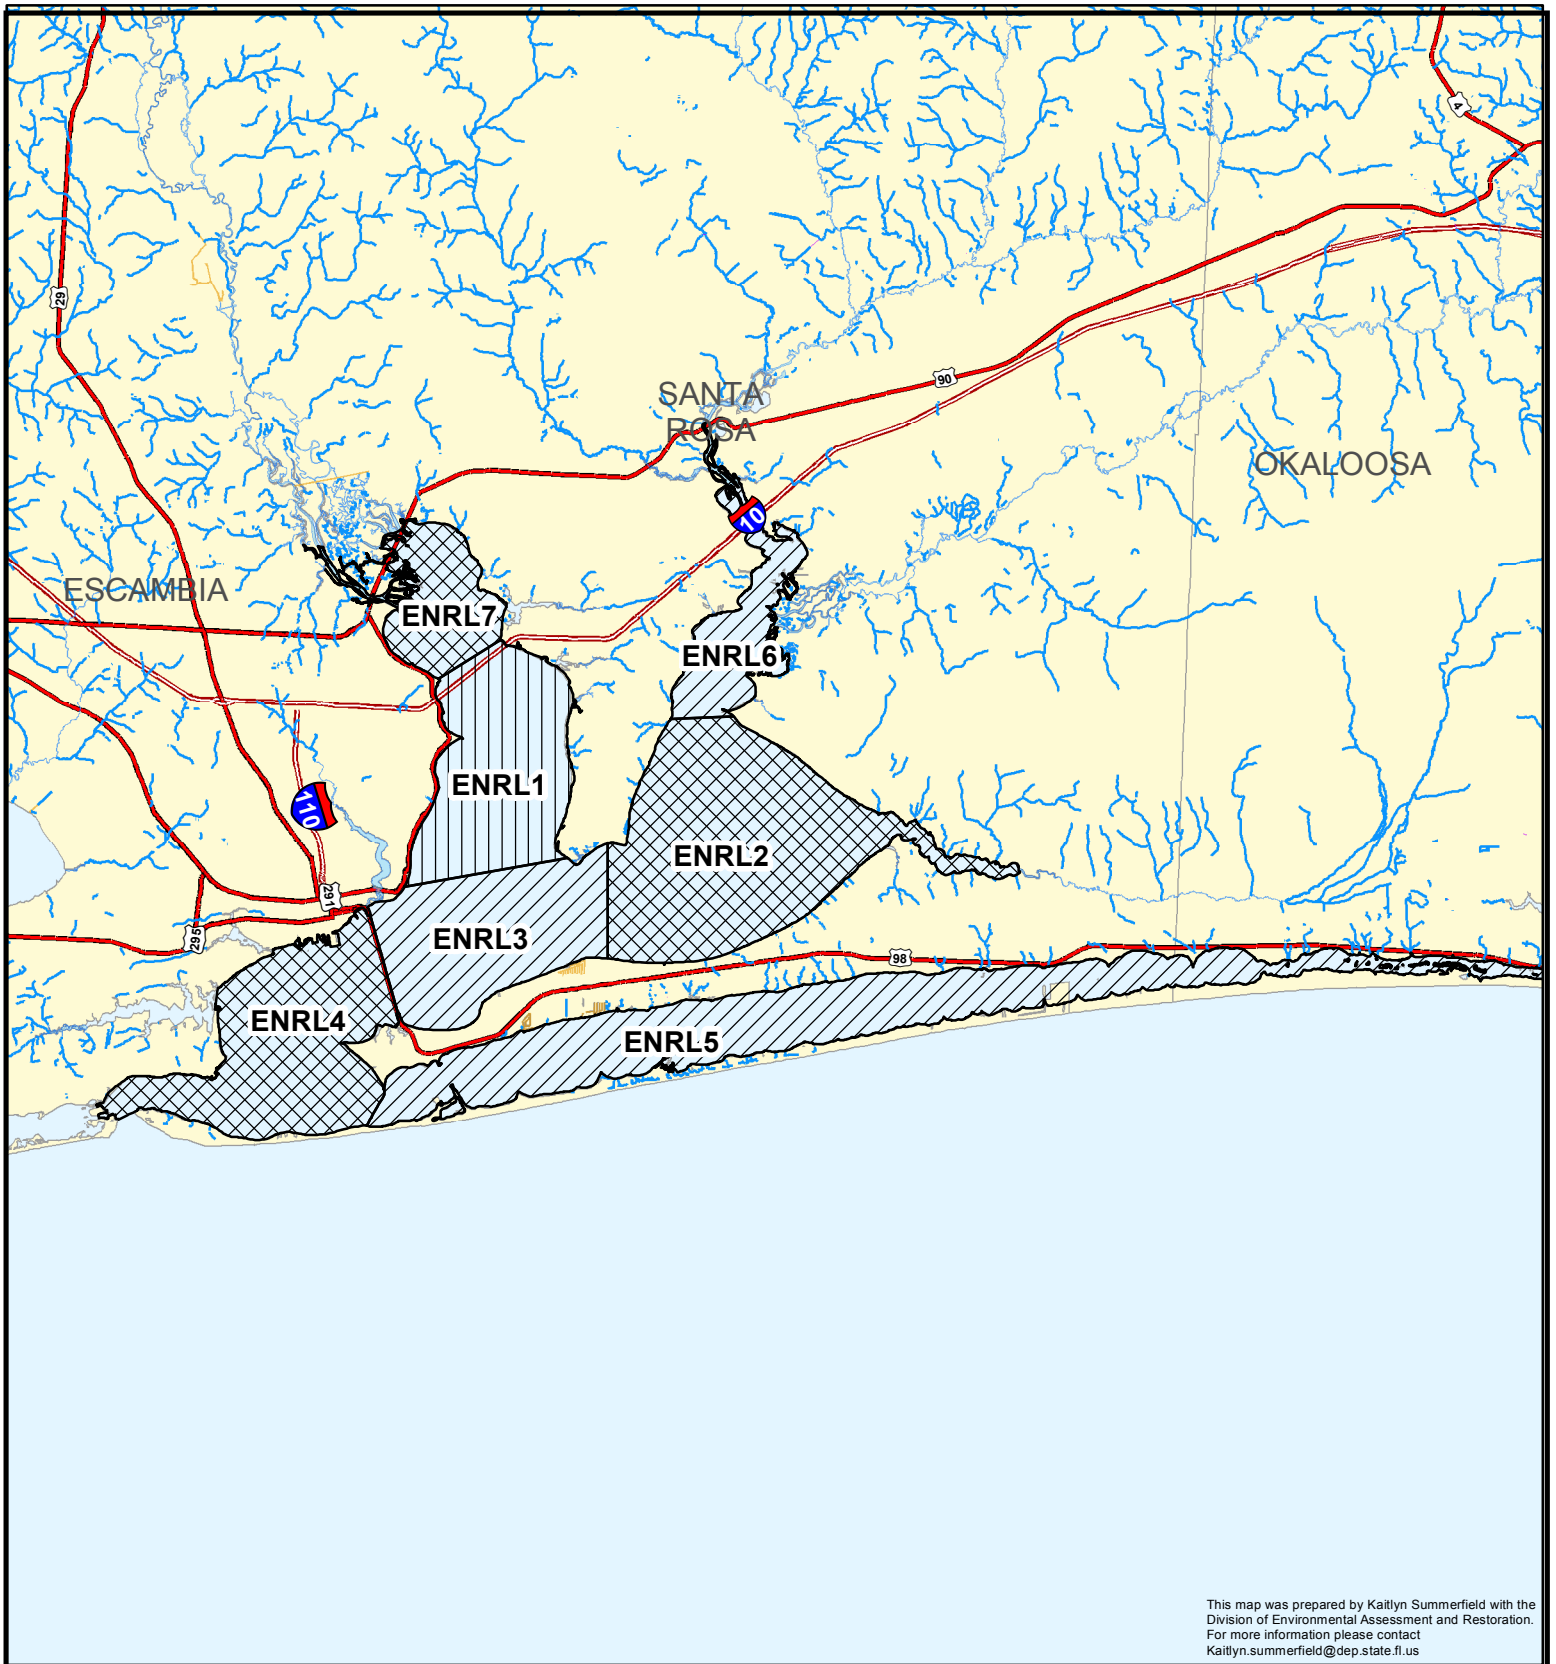 4
29
SANTA
ROSA
90
OKALOOSA
10
ESCAMBIA
ENRL7
ENRL6
ENRL1
110
ENRL2
291
295
ENRL3
98
ENRL4
ENRL5
This map was prepared by Kaitlyn Summerfield with the
Division of Environmental Assessment and Restoration.
For more information please contact
Kaitlyn.summerfield@dep.state.fl.us